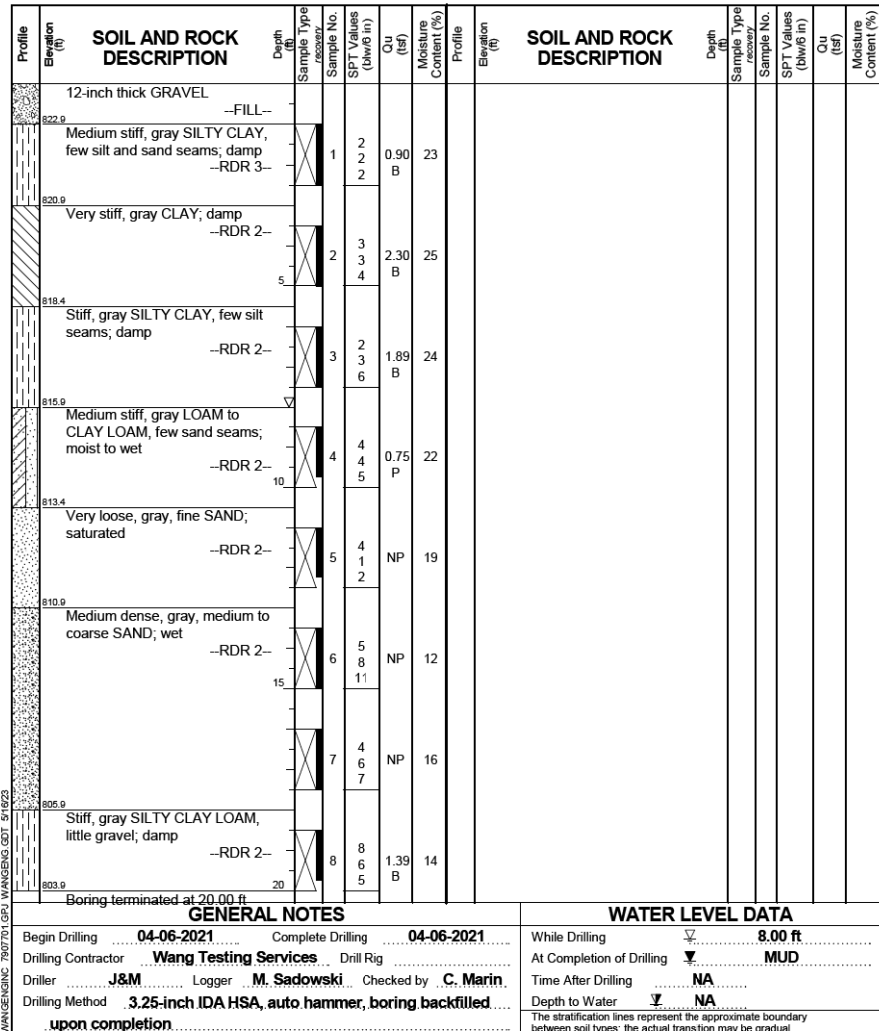 Profile
Elevation
(ft)
SOIL AND ROCK
DESCRIPTION
Depth
(ft)
Sample Type
recovery
Sample No.
SPT Values
(blw/6 in)
Qu
(tsf)
Moisture
Content (%)
Profile
Elevation
(ft)
SOIL AND ROCK
DESCRIPTION
Depth
(ft)
Sample Type
recovery
Sample No.
SPT Values
(blw/6 in)
Qu
(tsf)
Moisture
Content (%)
12-inch thick GRAVEL
--FILL--
822.9
Medium stiff, gray SILTY CLAY,
few silt and sand seams; damp
--RDR 3--
1
2
2
2
0.90
B
23
820.9
Very stiff, gray CLAY; damp
--RDR 2--
5
2
3
3
4
2.30
B
25
818.4
Stiff, gray SILTY CLAY, few silt
seams; damp
--RDR 2--
3
2
3
6
1.89
B
24
815.9
Medium stiff, gray LOAM to
CLAY LOAM, few sand seams;
moist to wet
--RDR 2--
10
4
4
4
5
0.75
P
22
813.4
Very loose, gray, fine SAND;
saturated
--RDR 2--
5
4
1
2
NP
19
810.9
Medium dense, gray, medium to
coarse SAND; wet
--RDR 2--
15
6
5
8
11
NP
12
7
4
6
7
NP
16
805.9
Stiff, gray SILTY CLAY LOAM,
little gravel; damp
--RDR 2--
20
8
8
6
5
1.39
B
14
803.9
Boring terminated at 20.00 ft
WANGENGINC 7907701.GPJ WANGENG.GDT 5/16/23
GENERAL NOTES
Begin Drilling 04-06-2021 Complete Drilling 04-06-2021
Drilling Contractor Wang Testing Services Drill Rig
Driller J&M Logger M. Sadowski Checked by C. Marin
Drilling Method 3.25-inch IDA HSA, auto hammer, boring backfilled
upon completion
WATER LEVEL DATA
While Drilling 8.00 ft
At Completion of Drilling MUD
Time After Drilling NA
Depth to Water NA
The stratification lines represent the approximate boundary
between soil types; the actual transition may be gradual